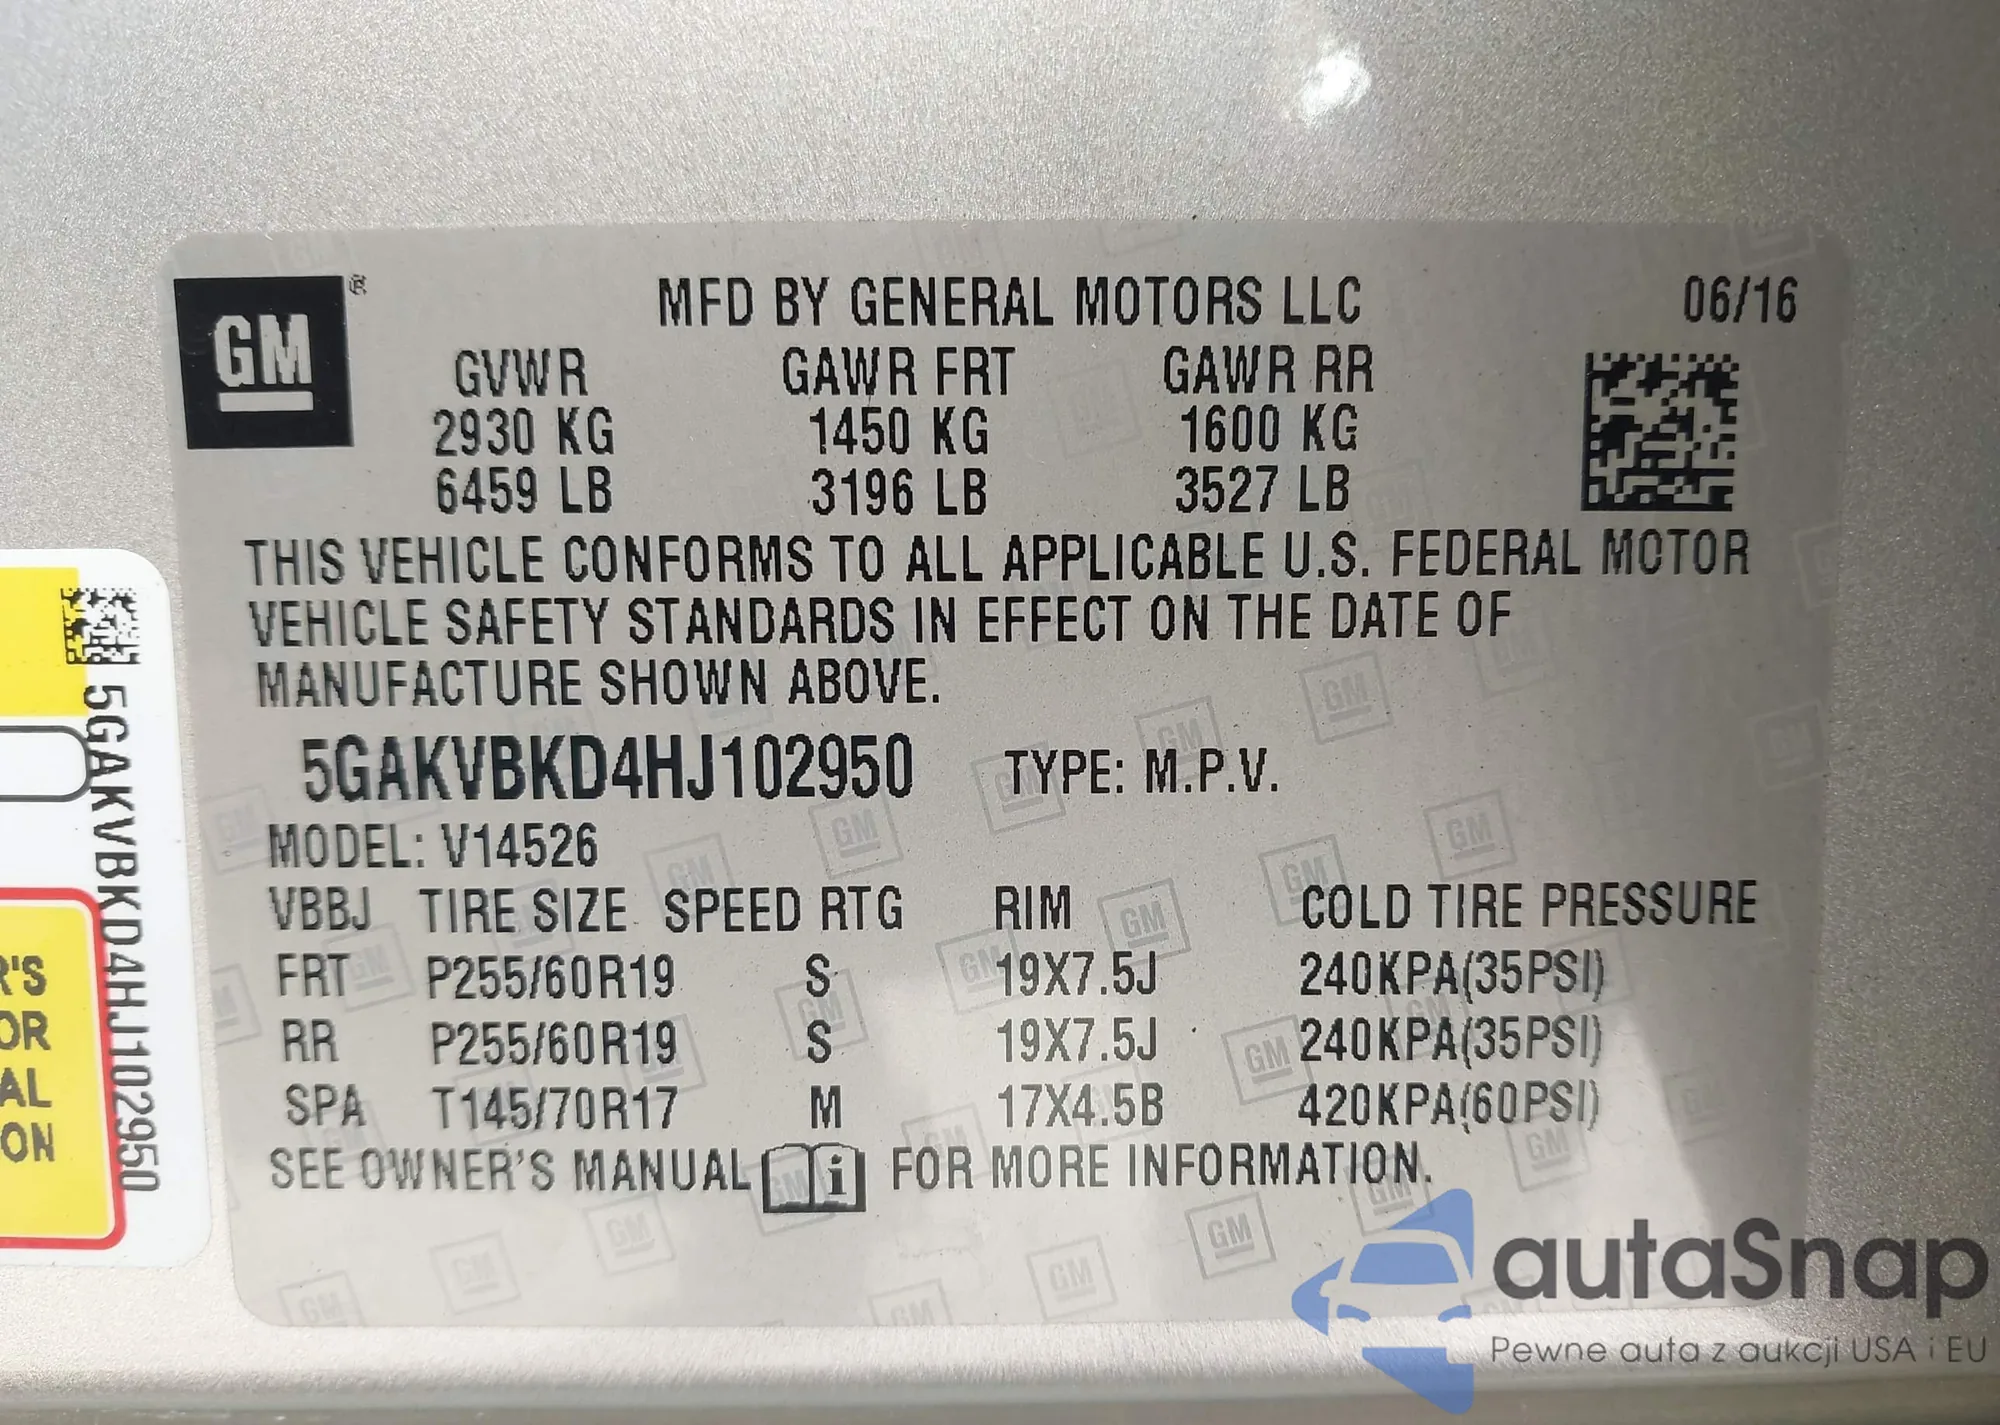 GM ®
MFD BY GENERAL MOTORS LLC 06/16
GVWR GAWR FRT GAWR RR
2930 KG 1450 KG 1600 KG
6459 LB 3196 LB 3527 LB
THIS VEHICLE CONFORMS TO ALL APPLICABLE U.S. FEDERAL MOTOR
VEHICLE SAFETY STANDARDS IN EFFECT ON THE DATE OF
MANUFACTURE SHOWN ABOVE.
5GAKVBKD4HJ102950 TYPE: M.P.V.
MODEL: V14526
VBBJ TIRE SIZE SPEED RTG RIM COLD TIRE PRESSURE
FRT P255/60R19 S 19X7.5J 240KPA(35PSI)
RR P255/60R19 S 19X7.5J 240KPA(35PSI)
SPA T145/70R17 M 17X4.5B 420KPA(60PSI)
SEE OWNER'S MANUAL i FOR MORE INFORMATION.
5GAKVBKD4HJ102950
R'S
OR
AL
ON
autaSnap
Pewne auta z aukcji USA i EU